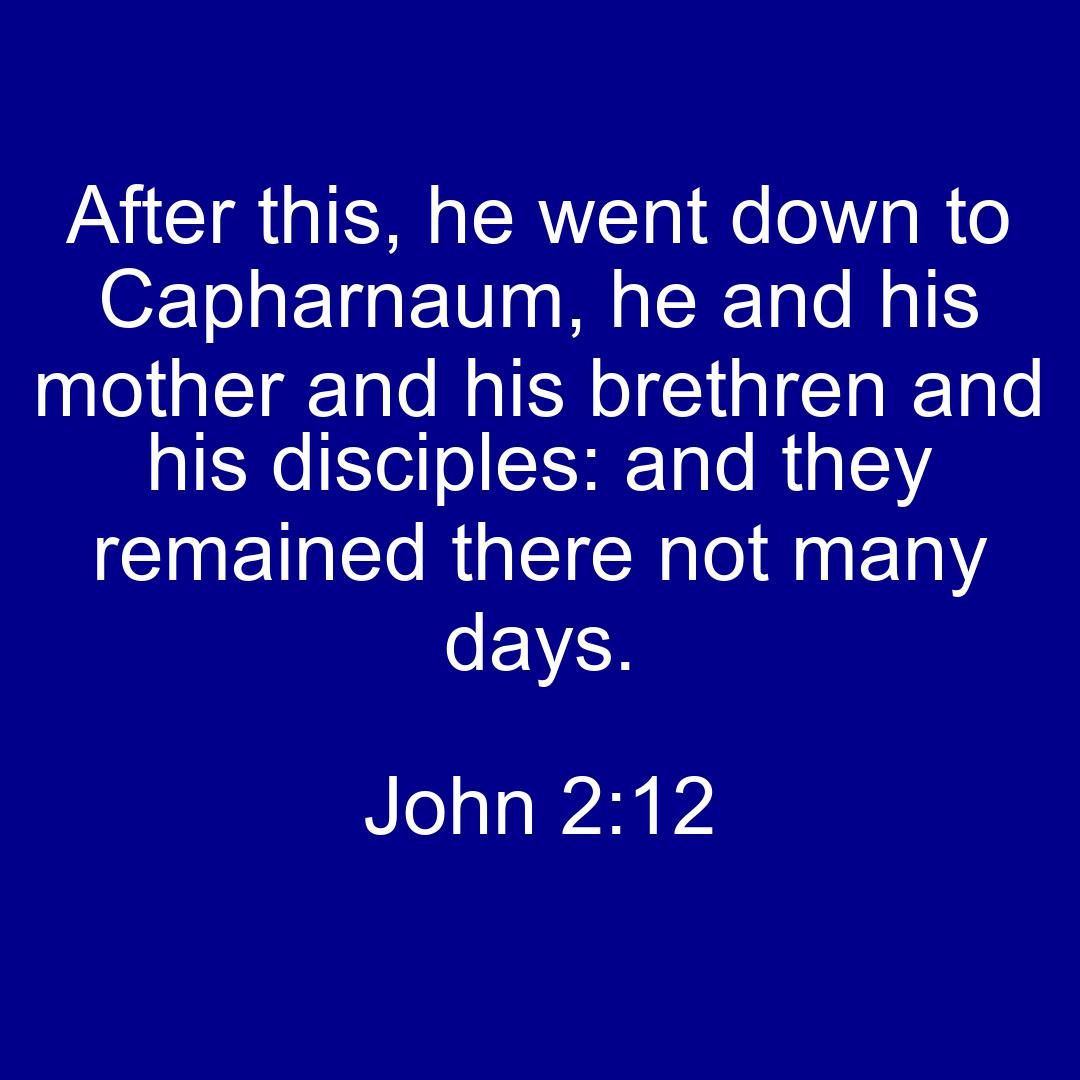 After this, he went down to
Capharnaum, he and his
mother and his brethren and
his disciples: and they
remained there not many
days.
John 2:12